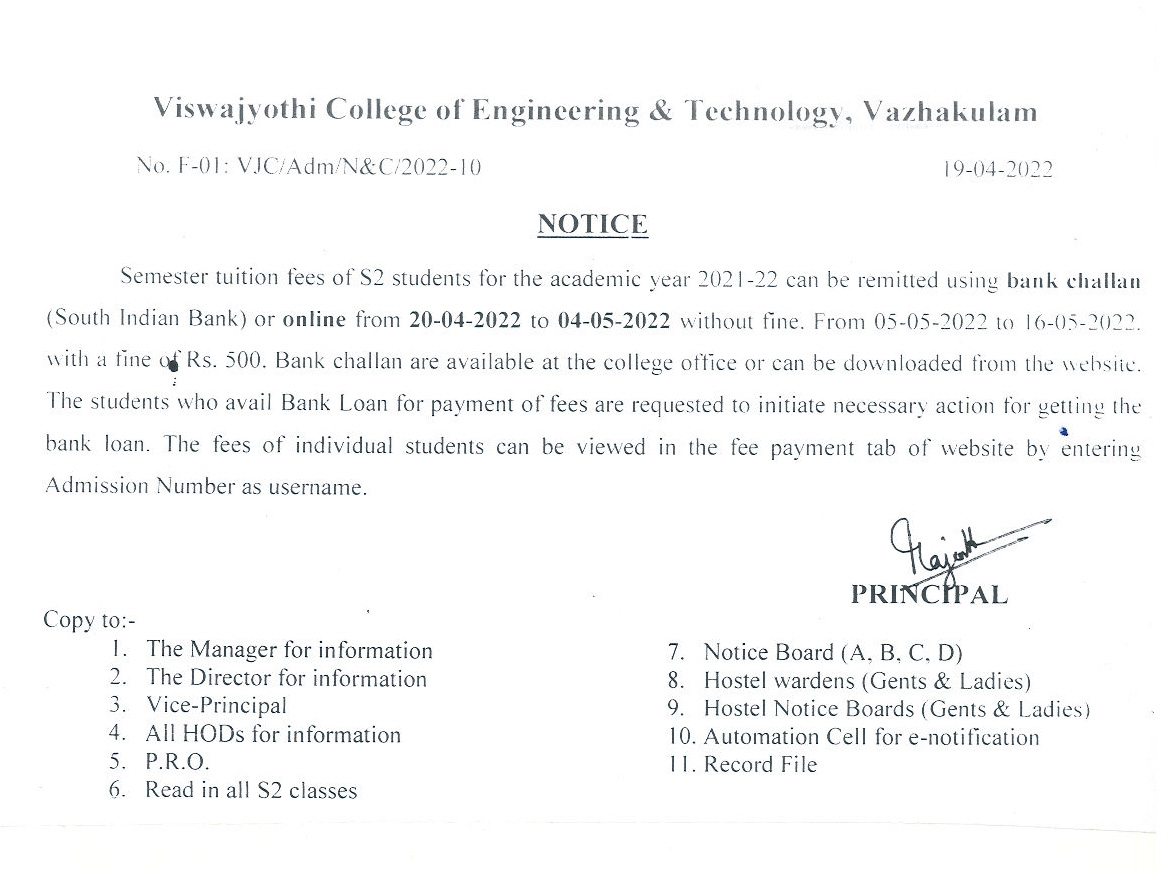 Viswajyothi College of Engineering & Technology, Vazhakulam
No. F-01: VJC/Adm/N&C/2022-10 19-04-2022
NOTICE
Semester tuition fees of S2 students for the academic year 2021-22 can be remitted using bank challan
(South Indian Bank) or online from 20-04-2022 to 04-05-2022 without fine. From 05-05-2022 to 16-05-2022.
with a fine of Rs. 500. Bank challan are available at the college office or can be downloaded from the website.
The students who avail Bank Loan for payment of fees are requested to initiate necessary action for getting the
bank loan. The fees of individual students can be viewed in the fee payment tab of website by entering
Admission Number as username.
PRINCIPAL
Copy to:-
1. The Manager for information
2. The Director for information
3. Vice-Principal
4. All HODs for information
5. P.R.O.
6. Read in all S2 classes
7. Notice Board (A, B, C, D)
8. Hostel wardens (Gents & Ladies)
9. Hostel Notice Boards (Gents & Ladies)
10. Automation Cell for e-notification
11. Record File